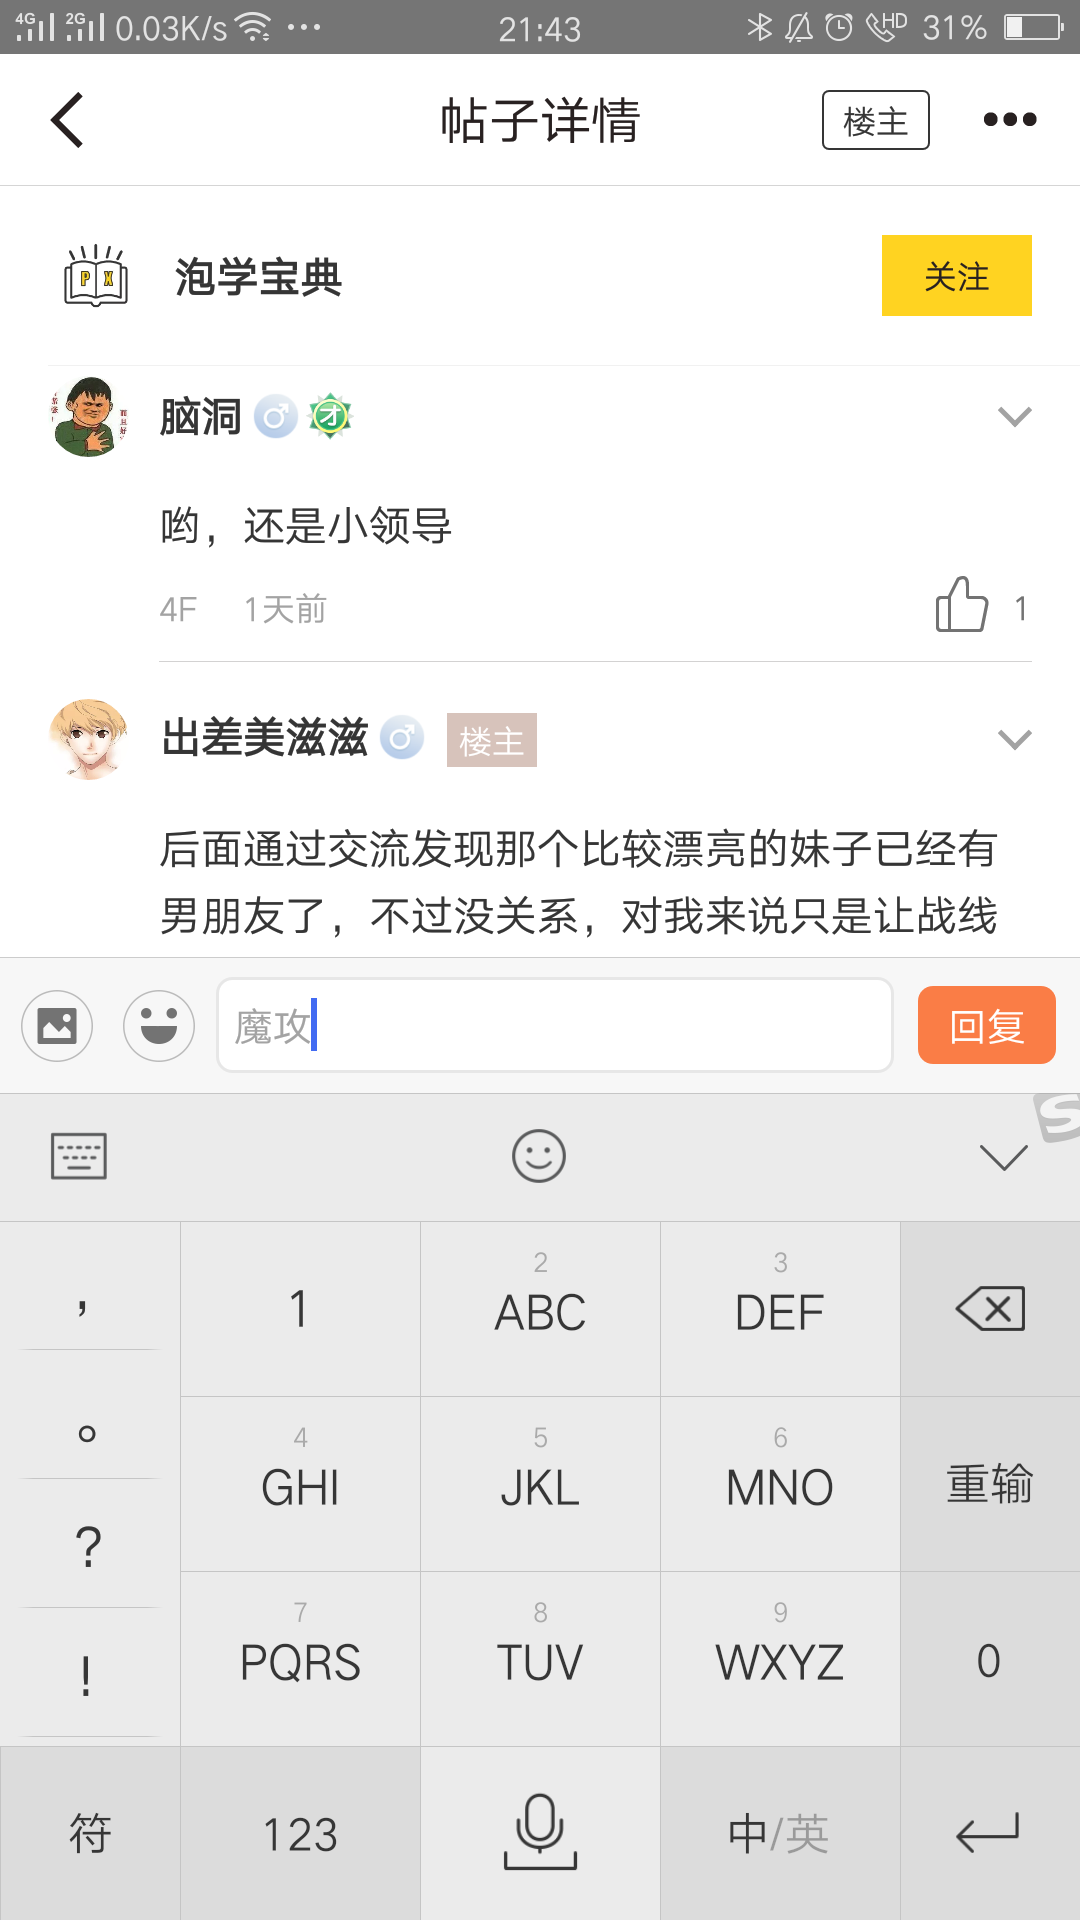 4G 2G 0.03K/s 21:43 HD 31%
帖子详情 楼主
P X 泡学宝典 关注
脑洞 才
哟，还是小领导
4F 1天前 1
出差美滋滋 楼主
后面通过交流发现那个比较漂亮的妹子已经有
男朋友了，不过没关系，对我来说只是让战线
魔攻 回复
S
， 1 2 ABC 3 DEF
。 4 GHI 5 JKL 6 MNO 重输
? 7 PQRS 8 TUV 9 WXYZ 0
!
符 123 中/英